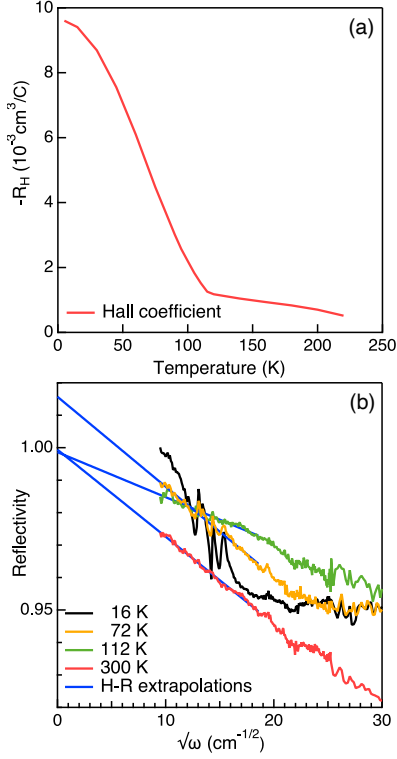 (a)
10
8
6
4
2
0
-R_H (10^-3 cm^3/C)
Hall coefficient
0 50 100 150 200 250
Temperature (K)
(b)
1.00
0.95
Reflectivity
16 K
72 K
112 K
300 K
H-R extrapolations
0 10 20 30
√ω (cm^-1/2)